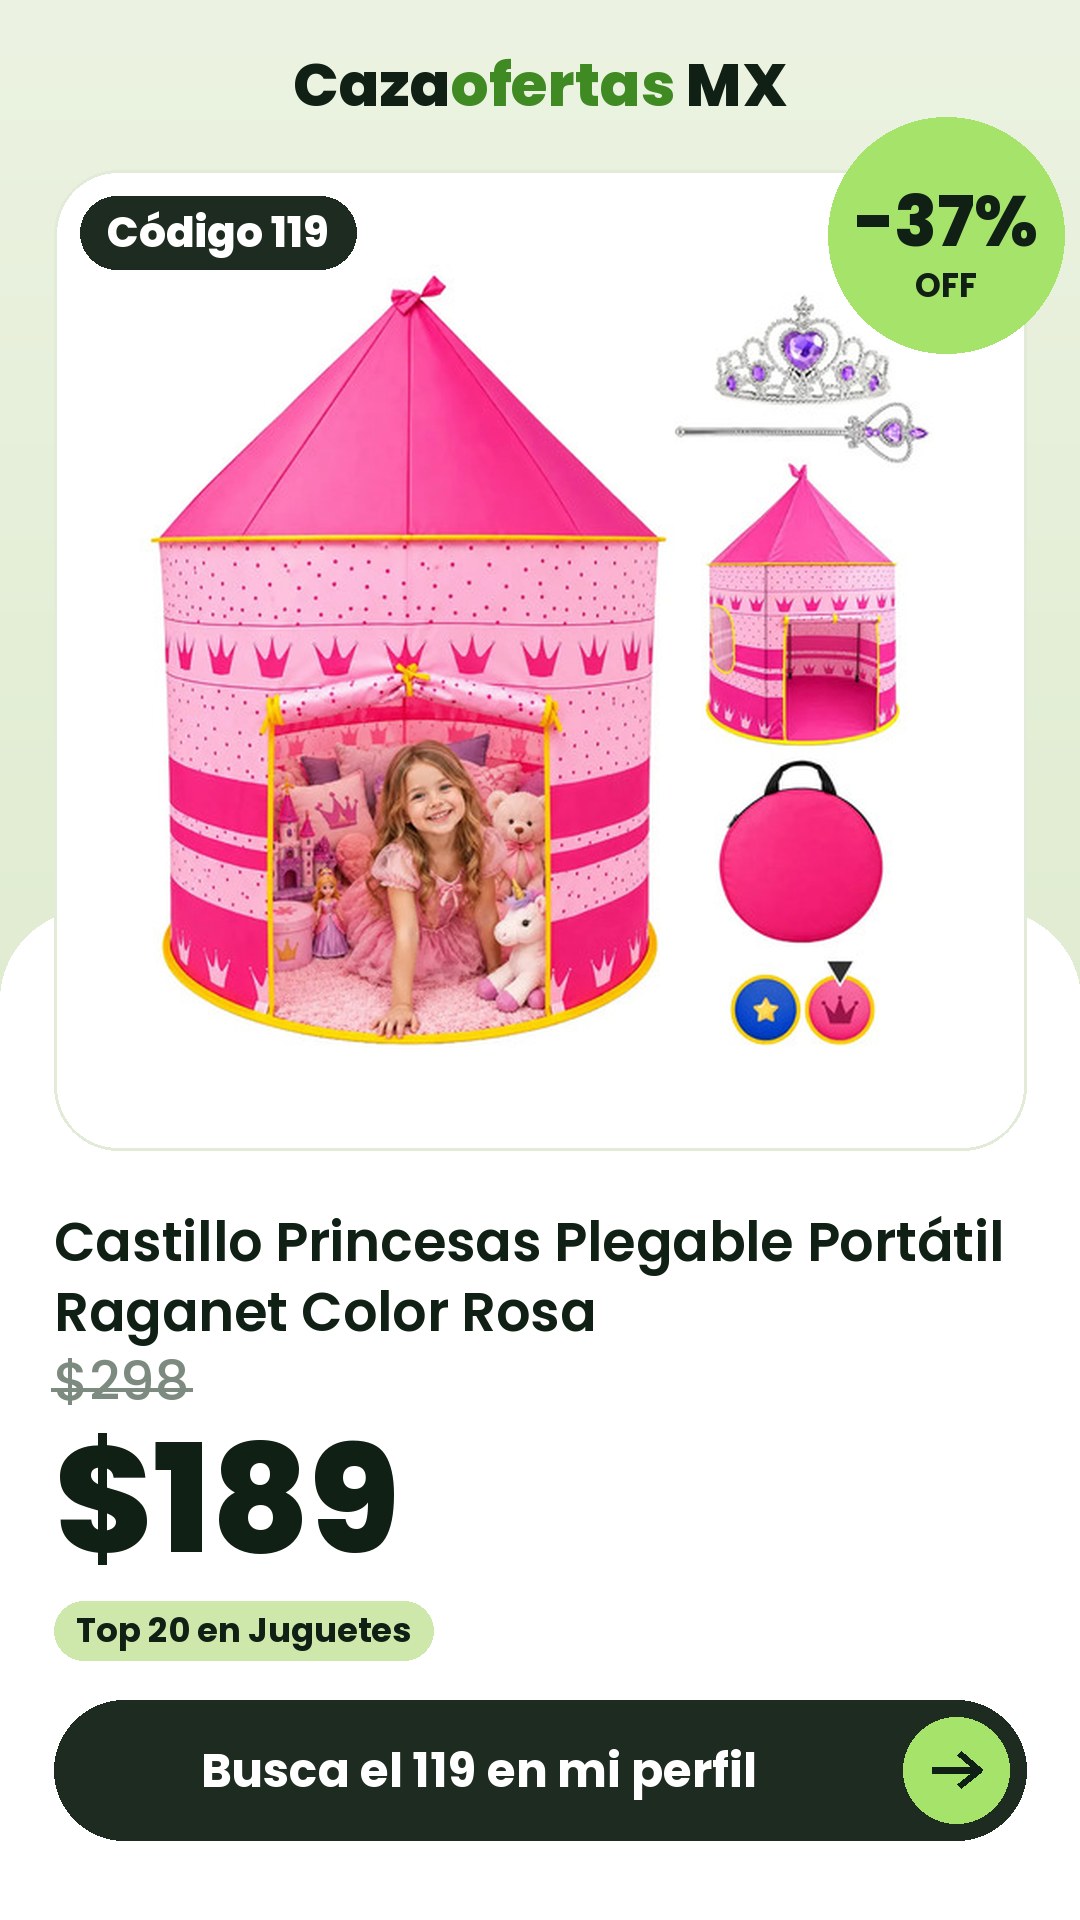 Cazaofertas MX
Código 119
-37%
OFF
Castillo Princesas Plegable Portátil
Raganet Color Rosa
$298
$189
Top 20 en Juguetes
Busca el 119 en mi perfil